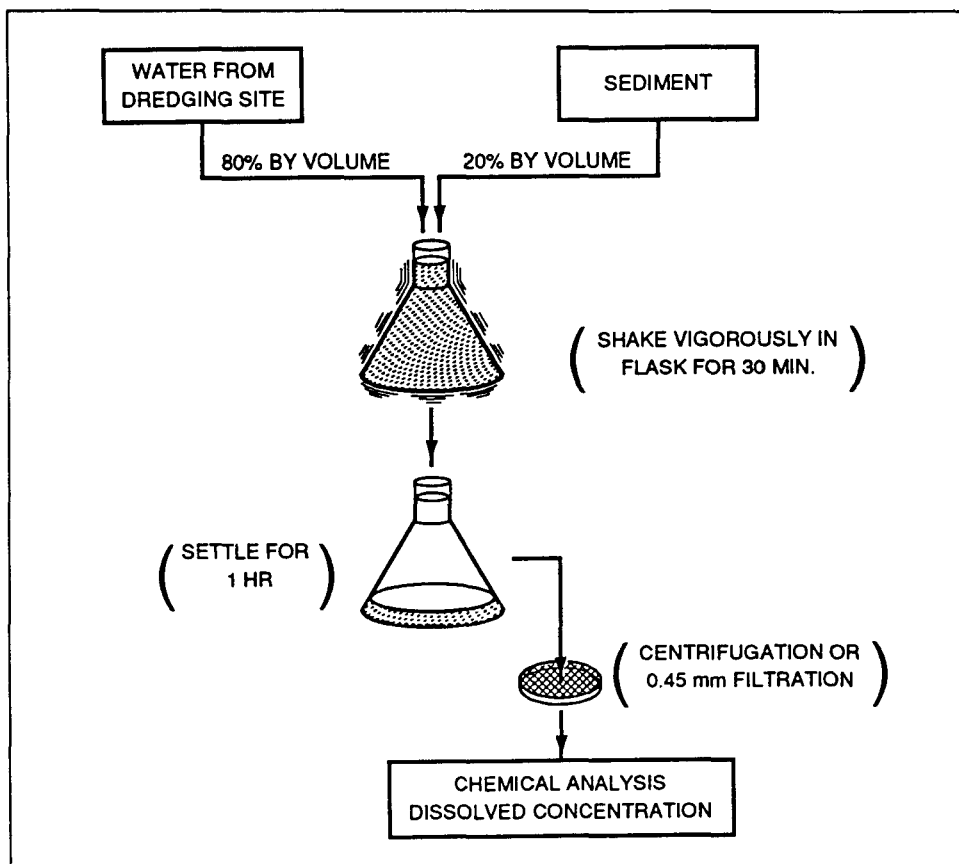 WATER FROM
DREDGING SITE
SEDIMENT
80% BY VOLUME
20% BY VOLUME
SHAKE VIGOROUSLY IN
FLASK FOR 30 MIN.
SETTLE FOR
1 HR
CENTRIFUGATION OR
0.45 mm FILTRATION
CHEMICAL ANALYSIS
DISSOLVED CONCENTRATION